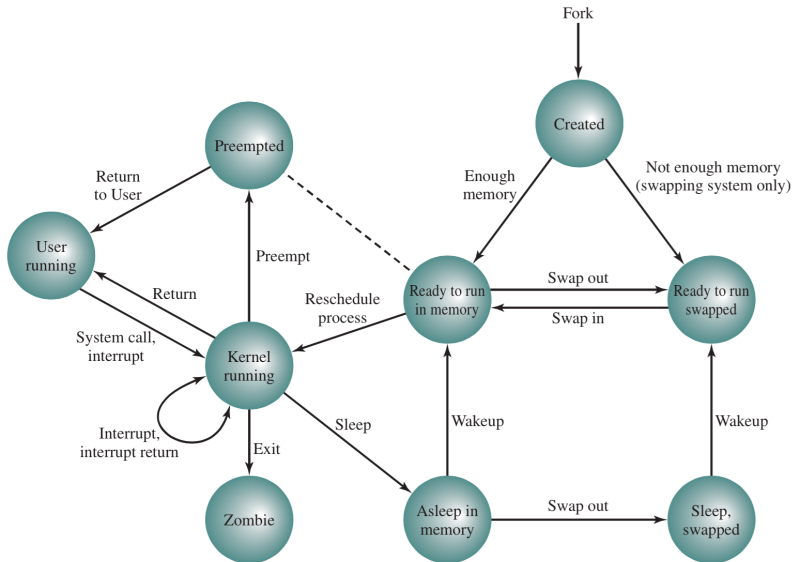 Fork
Created
Preempted
Return
to User
Enough
memory
Not enough memory
(swapping system only)
User
running
Preempt
Return
Reschedule
process
Ready to run
in memory
Swap out
Swap in
Ready to run
swapped
System call,
interrupt
Kernel
running
Interrupt,
interrupt return
Sleep
Wakeup
Wakeup
Exit
Zombie
Asleep in
memory
Swap out
Sleep,
swapped